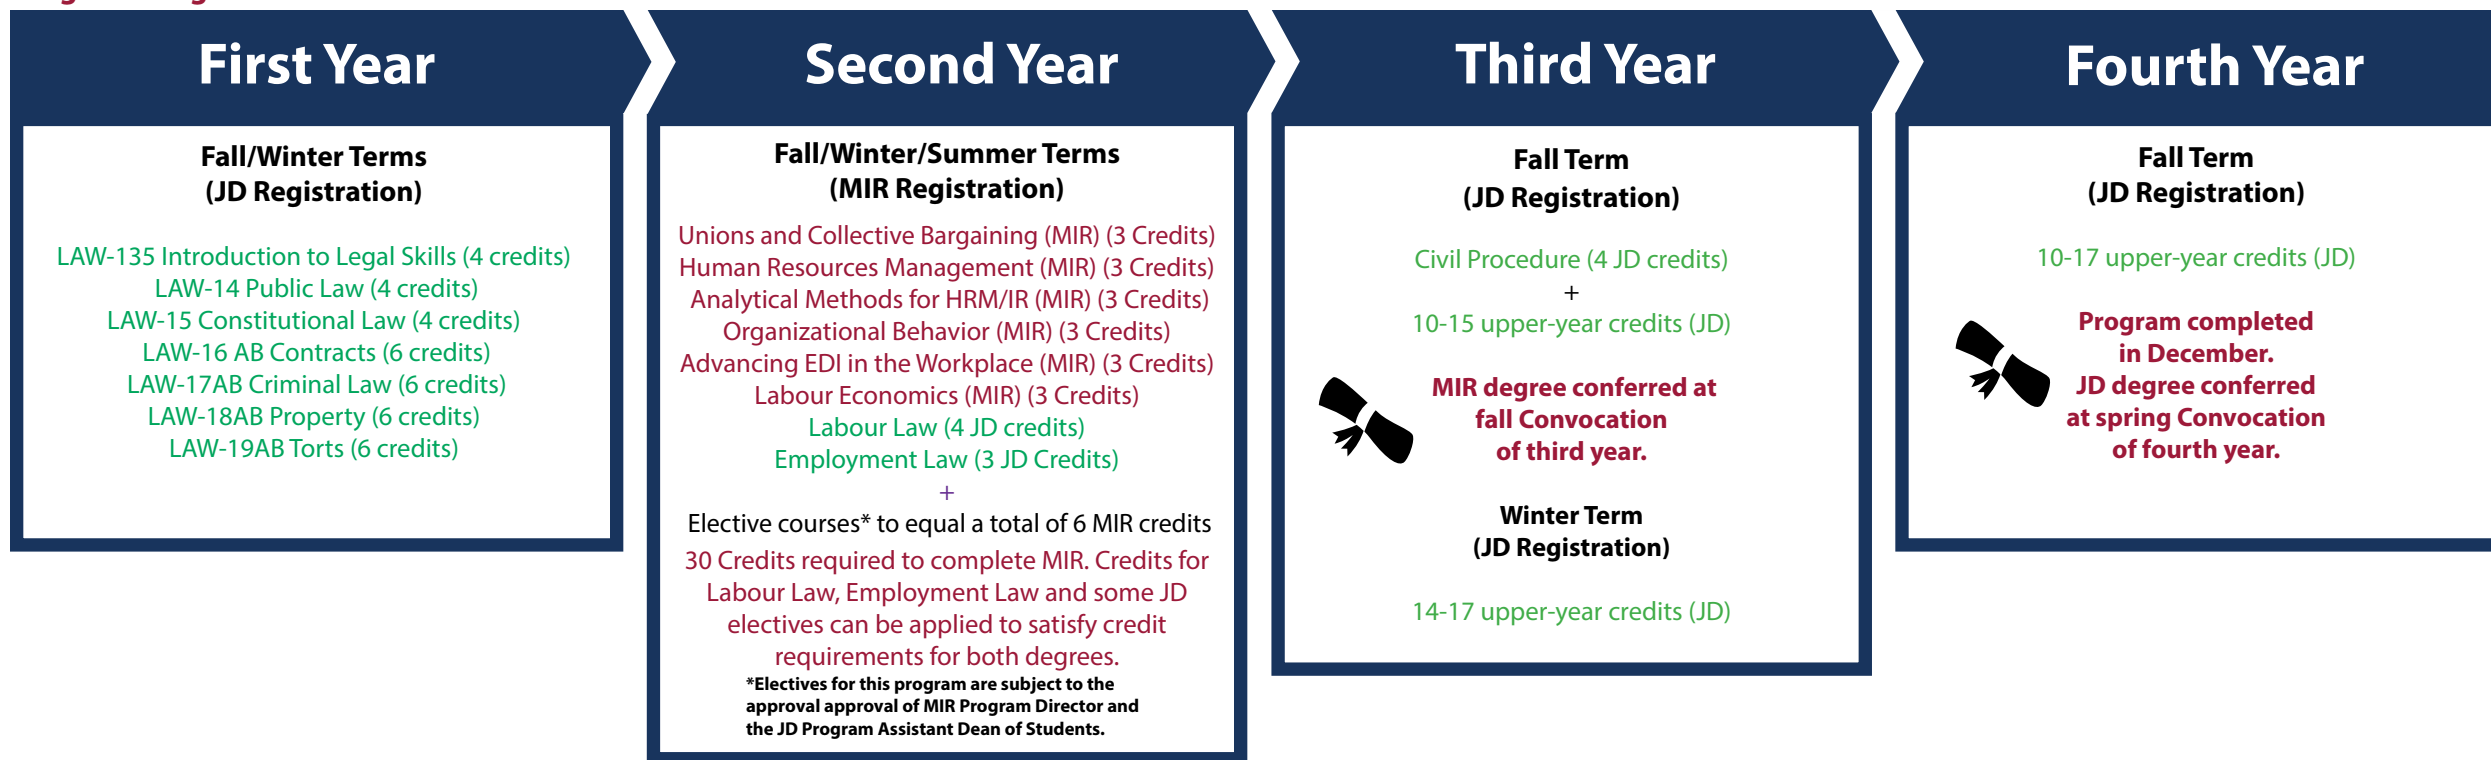 First Year
Fall/Winter Terms
(JD Registration)
LAW-135 Introduction to Legal Skills (4 credits)
LAW-14 Public Law (4 credits)
LAW-15 Constitutional Law (4 credits)
LAW-16 AB Contracts (6 credits)
LAW-17AB Criminal Law (6 credits)
LAW-18AB Property (6 credits)
LAW-19AB Torts (6 credits)
Second Year
Fall/Winter/Summer Terms
(MIR Registration)
Unions and Collective Bargaining (MIR) (3 Credits)
Human Resources Management (MIR) (3 Credits)
Analytical Methods for HRM/IR (MIR) (3 Credits)
Organizational Behavior (MIR) (3 Credits)
Advancing EDI in the Workplace (MIR) (3 Credits)
Labour Economics (MIR) (3 Credits)
Labour Law (4 JD credits)
Employment Law (3 JD Credits)
+
Elective courses* to equal a total of 6 MIR credits
30 Credits required to complete MIR. Credits for
Labour Law, Employment Law and some JD
electives can be applied to satisfy credit
requirements for both degrees.
*Electives for this program are subject to the
approval approval of MIR Program Director and
the JD Program Assistant Dean of Students.
Third Year
Fall Term
(JD Registration)
Civil Procedure (4 JD credits)
+
10-15 upper-year credits (JD)
MIR degree conferred at
fall Convocation
of third year.
Winter Term
(JD Registration)
14-17 upper-year credits (JD)
Fourth Year
Fall Term
(JD Registration)
10-17 upper-year credits (JD)
Program completed
in December.
JD degree conferred
at spring Convocation
of fourth year.